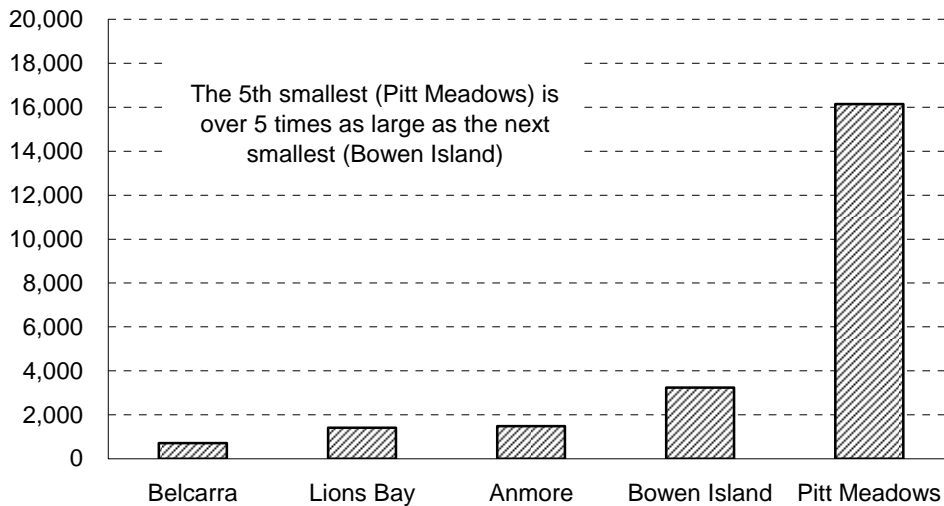 20,000
18,000
16,000
14,000
12,000
10,000
8,000
6,000
4,000
2,000
0
The 5th smallest (Pitt Meadows) is
over 5 times as large as the next
smallest (Bowen Island)
Belcarra Lions Bay Anmore Bowen Island Pitt Meadows